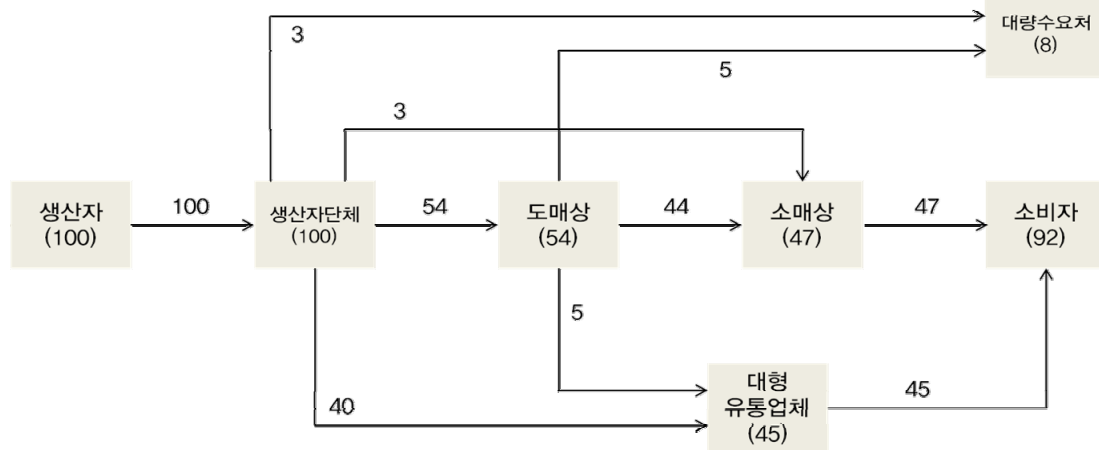 3
대량수요처
(8)
5
3
생산자
(100)
100
생산자단체
(100)
54
도매상
(54)
44
소매상
(47)
47
소비자
(92)
5
40
대형
유통업체
(45)
45